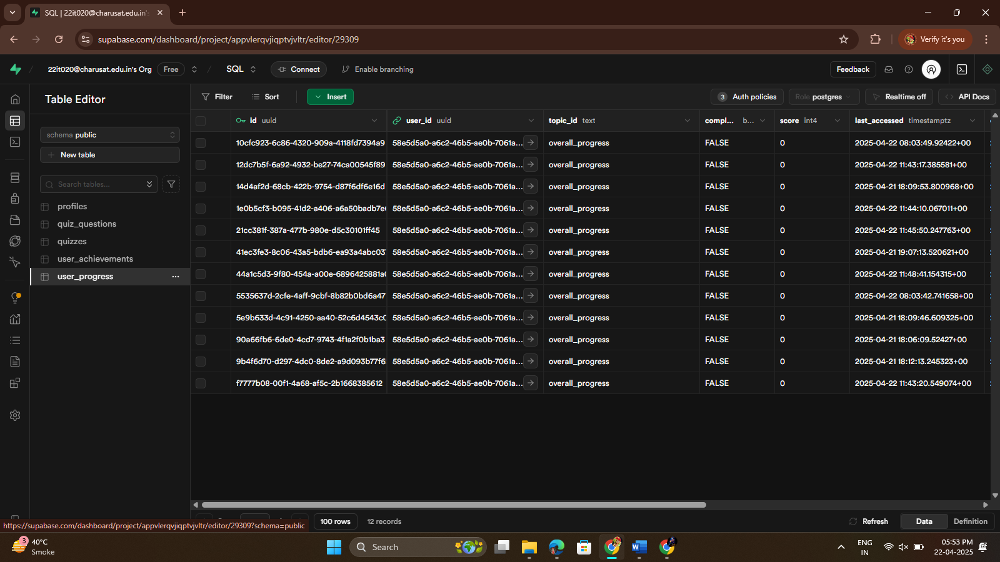 SQL | 22it020@charusat.edu.in's
supabase.com/dashboard/project/appvlerqvjiqptvjvltr/editor/29309
Verify it's you
22it020@charusat.edu.in's Org Free SQL Connect Enable branching Feedback
Table Editor
Filter Sort Insert 3 Auth policies Role postgres Realtime off API Docs
schema public
New table
Search tables...
profiles
quiz_questions
quizzes
user_achievements
user_progress
id uuid user_id uuid topic_id text compl... b... score int4 last_accessed timestamptz
10cfc923-6c86-4320-909a-4118fd7394a9 58e5d5a0-a6c2-46b5-ae0b-7061a... overall_progress FALSE 0 2025-04-22 08:03:49.92422+00
12dc7b5f-6a92-4932-be27-74ca00545f89 58e5d5a0-a6c2-46b5-ae0b-7061a... overall_progress FALSE 0 2025-04-22 11:43:17.385581+00
14d4af2d-68cb-422b-9754-d87f6df6e16d 58e5d5a0-a6c2-46b5-ae0b-7061a... overall_progress FALSE 0 2025-04-21 18:09:53.800968+00
1e0b5cf3-b095-41d2-a406-a6a50badb7e 58e5d5a0-a6c2-46b5-ae0b-7061a... overall_progress FALSE 0 2025-04-22 11:44:10.067011+00
21cc381f-387a-477b-980e-d5c30101ff45 58e5d5a0-a6c2-46b5-ae0b-7061a... overall_progress FALSE 0 2025-04-22 11:45:50.247763+00
41ec3fe3-8c06-43a5-bdb6-ea93a4abc03 58e5d5a0-a6c2-46b5-ae0b-7061a... overall_progress FALSE 0 2025-04-21 19:07:13.520621+00
44a1c5d3-9f80-454a-a00e-6896425881a 58e5d5a0-a6c2-46b5-ae0b-7061a... overall_progress FALSE 0 2025-04-22 11:48:41.154315+00
5535637d-2cfe-4aff-9cbf-8b82b0bd6a47 58e5d5a0-a6c2-46b5-ae0b-7061a... overall_progress FALSE 0 2025-04-22 08:03:42.741658+00
5e9b633d-4c91-4250-aa40-52c6d4543c 58e5d5a0-a6c2-46b5-ae0b-7061a... overall_progress FALSE 0 2025-04-21 18:09:46.609325+00
90a66fb6-6de0-4cd7-9743-4f1a2f0b1ba3 58e5d5a0-a6c2-46b5-ae0b-7061a... overall_progress FALSE 0 2025-04-21 18:06:09.52427+00
9b4f6d70-d297-4dc0-8de2-a9d093b77f6 58e5d5a0-a6c2-46b5-ae0b-7061a... overall_progress FALSE 0 2025-04-21 18:12:13.245323+00
f7777b08-00f1-4a68-af5c-2b1668385612 58e5d5a0-a6c2-46b5-ae0b-7061a... overall_progress FALSE 0 2025-04-22 11:43:20.549074+00
100 rows 12 records Refresh Data Definition
https://supabase.com/dashboard/project/appvlerqvjiqptvjvltr/editor/29309?schema=public
3 40°C
Smoke
Search
ENG
IN
05:53 PM
22-04-2025